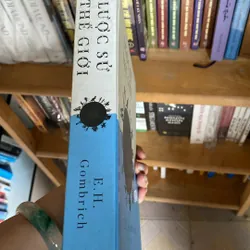 LƯỢC SỬ
THẾ GIỚI
E. H.
Gombrich